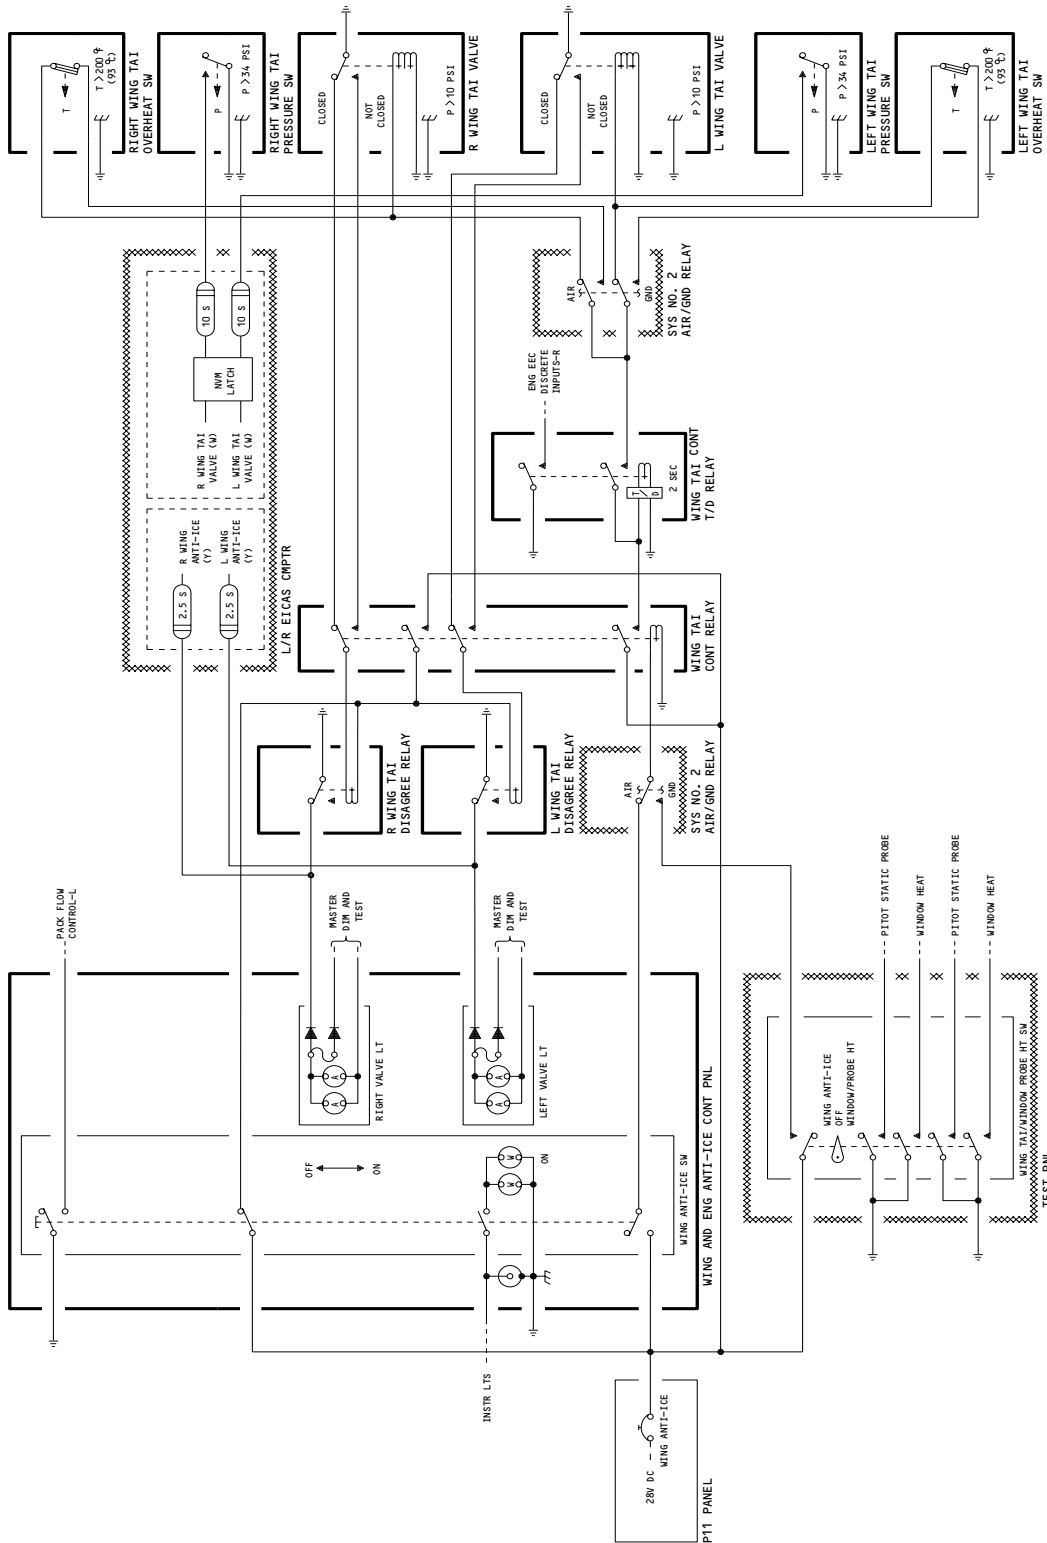 T
T >200 °F
(93 °C)
RIGHT WING TAI
OVERHEAT SW
P
P >34 PSI
RIGHT WING TAI
PRESSURE SW
CLOSED
NOT
CLOSED
P >10 PSI
R WING TAI VALVE
CLOSED
NOT
CLOSED
P >10 PSI
L WING TAI VALVE
P
P >34 PSI
LEFT WING TAI
PRESSURE SW
T
T >200 °F
(93 °C)
LEFT WING TAI
OVERHEAT SW
10 S
10 S
NVM
LATCH
R WING TAI
VALVE (W)
L WING TAI
VALVE (W)
R WING
ANTI-ICE
(Y)
L WING
ANTI-ICE
(Y)
2.5 S
2.5 S
L/R EICAS CMPTR
AIR
GND
SYS NO. 2
AIR/GND RELAY
ENG EEC
DISCRETE
INPUTS-R
T/D
2 SEC
WING TAI CONT
T/D RELAY
WING TAI
CONT RELAY
R WING TAI
DISAGREE RELAY
L WING TAI
DISAGREE RELAY
AIR
GND
SYS NO. 2
AIR/GND RELAY
PACK FLOW
CONTROL-L
MASTER
DIM AND
TEST
MASTER
DIM AND
TEST
A
A
RIGHT VALVE LT
A
A
LEFT VALVE LT
OFF
ON
W
W
ON
WING ANTI-ICE SW
WING AND ENG ANTI-ICE CONT PNL
INSTR LTS
28V DC
WING ANTI-ICE
P11 PANEL
PITOT STATIC PROBE
WINDOW HEAT
PITOT STATIC PROBE
WINDOW HEAT
WING ANTI-ICE
OFF
WINDOW/PROBE HT
WING TAI/WINDOW PROBE HT SW
TEST PNL